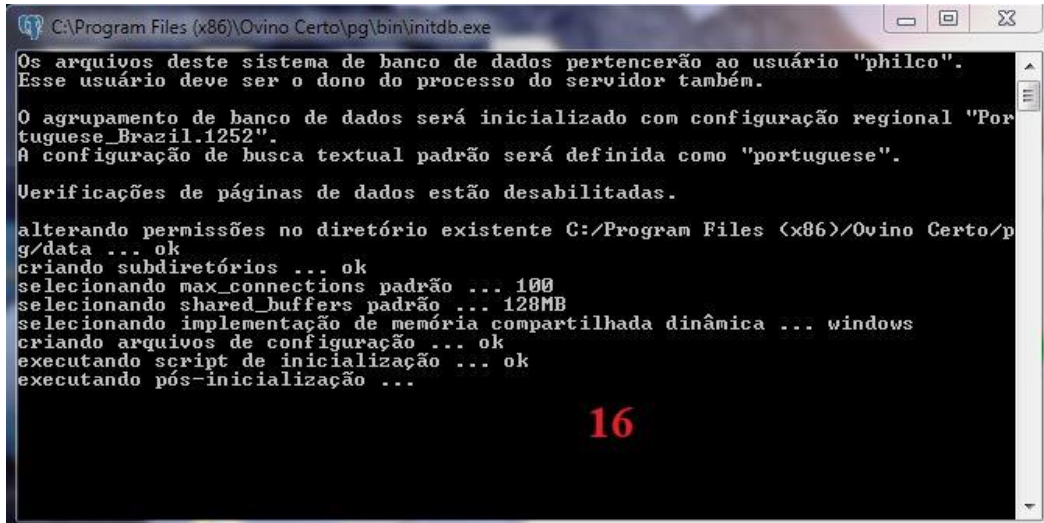 C:\Program Files (x86)\Ovino Certo\pg\bin\initdb.exe
Os arquivos deste sistema de banco de dados pertencerão ao usuário "philco".
Esse usuário deve ser o dono do processo do servidor também.
O agrupamento de banco de dados será inicializado com configuração regional "Por
tuguese_Brazil.1252".
A configuração de busca textual padrão será definida como "portuguese".
Verificações de páginas de dados estão desabilitadas.
alterando permissões no diretório existente C:/Program Files (x86)/Ovino Certo/p
g/data ... ok
criando subdiretórios ... ok
selecionando max_connections padrão ... 100
selecionando shared_buffers padrão ... 128MB
selecionando implementação de memória compartilhada dinâmica ... windows
criando arquivos de configuração ... ok
executando script de inicialização ... ok
executando pós-inicialização ...
16